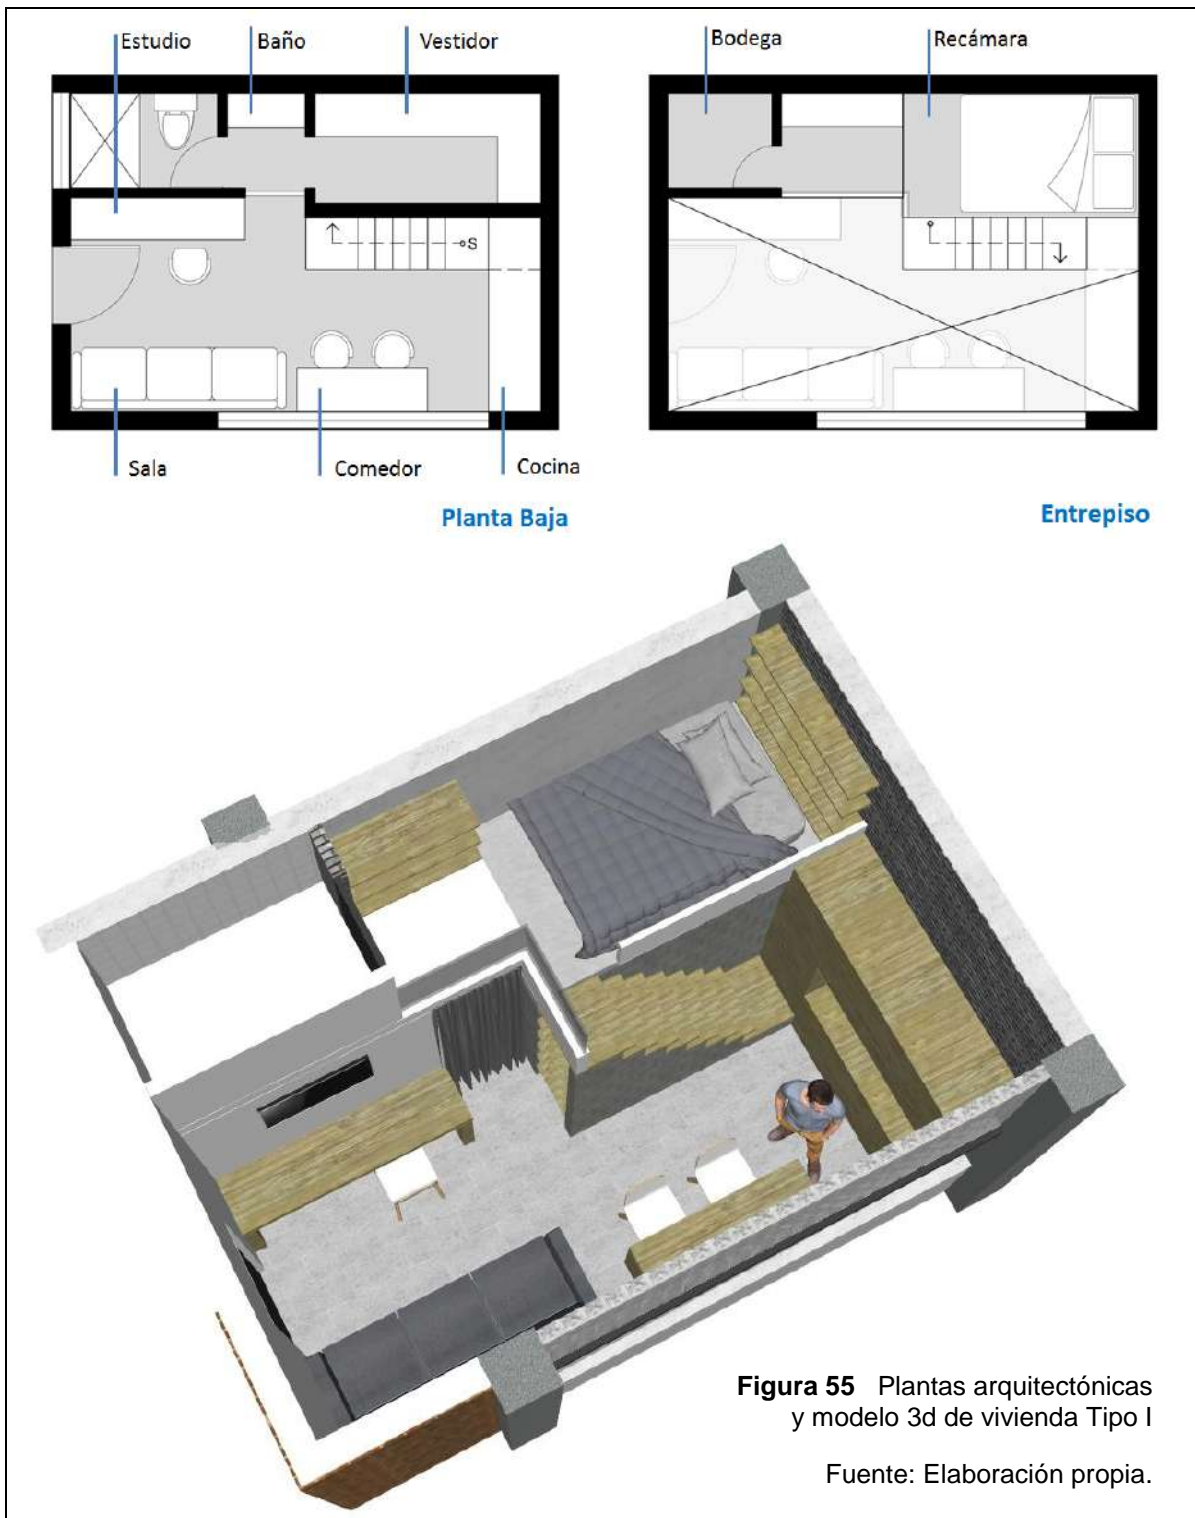 Estudio Baño Vestidor Bodega Recámara
S
Sala Comedor Cocina
Planta Baja Entrepiso
Figura 55 Plantas arquitectónicas
y modelo 3d de vivienda Tipo I
Fuente: Elaboración propia.